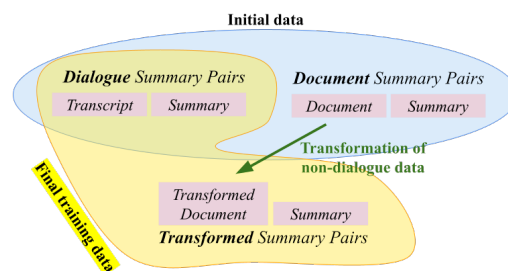 Initial data
Dialogue Summary Pairs
Transcript
Summary
Document Summary Pairs
Document
Summary
Transformation of
non-dialogue data
Final training data
Transformed
Document
Summary
Transformed Summary Pairs